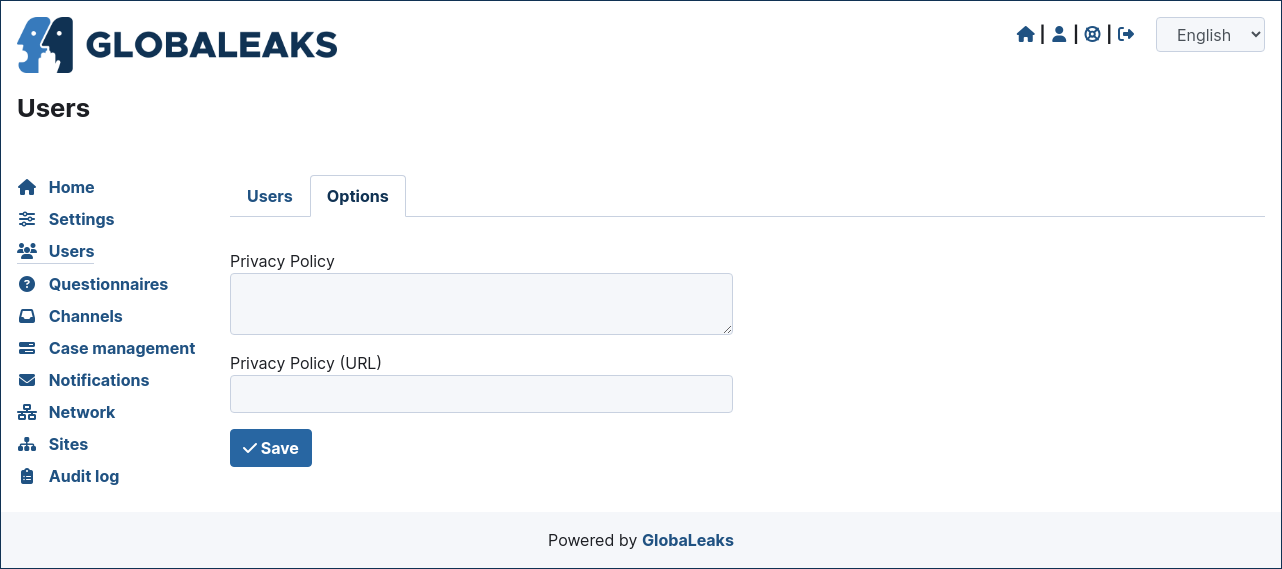 GLOBALEAKS
| | |
English
Users
Home
Settings
Users
Questionnaires
Channels
Case management
Notifications
Network
Sites
Audit log
Users Options
Privacy Policy
Privacy Policy (URL)
Save
Powered by GlobaLeaks